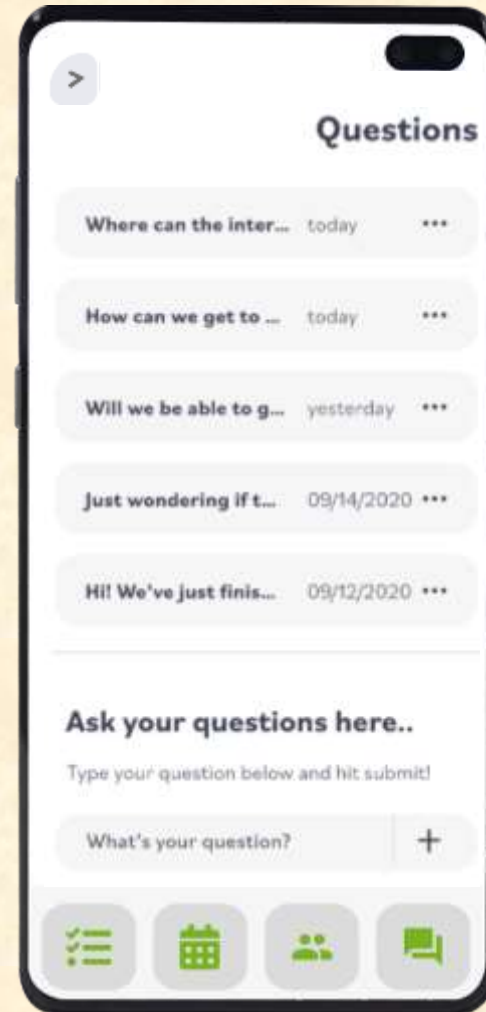 >
Questions
Where can the inter... today •••
How can we get to ... today •••
Will we be able to g... yesterday •••
Just wondering if t... 09/14/2020 •••
Hi! We've just finis... 09/12/2020 •••
Ask your questions here..
Type your question below and hit submit!
What's your question? +